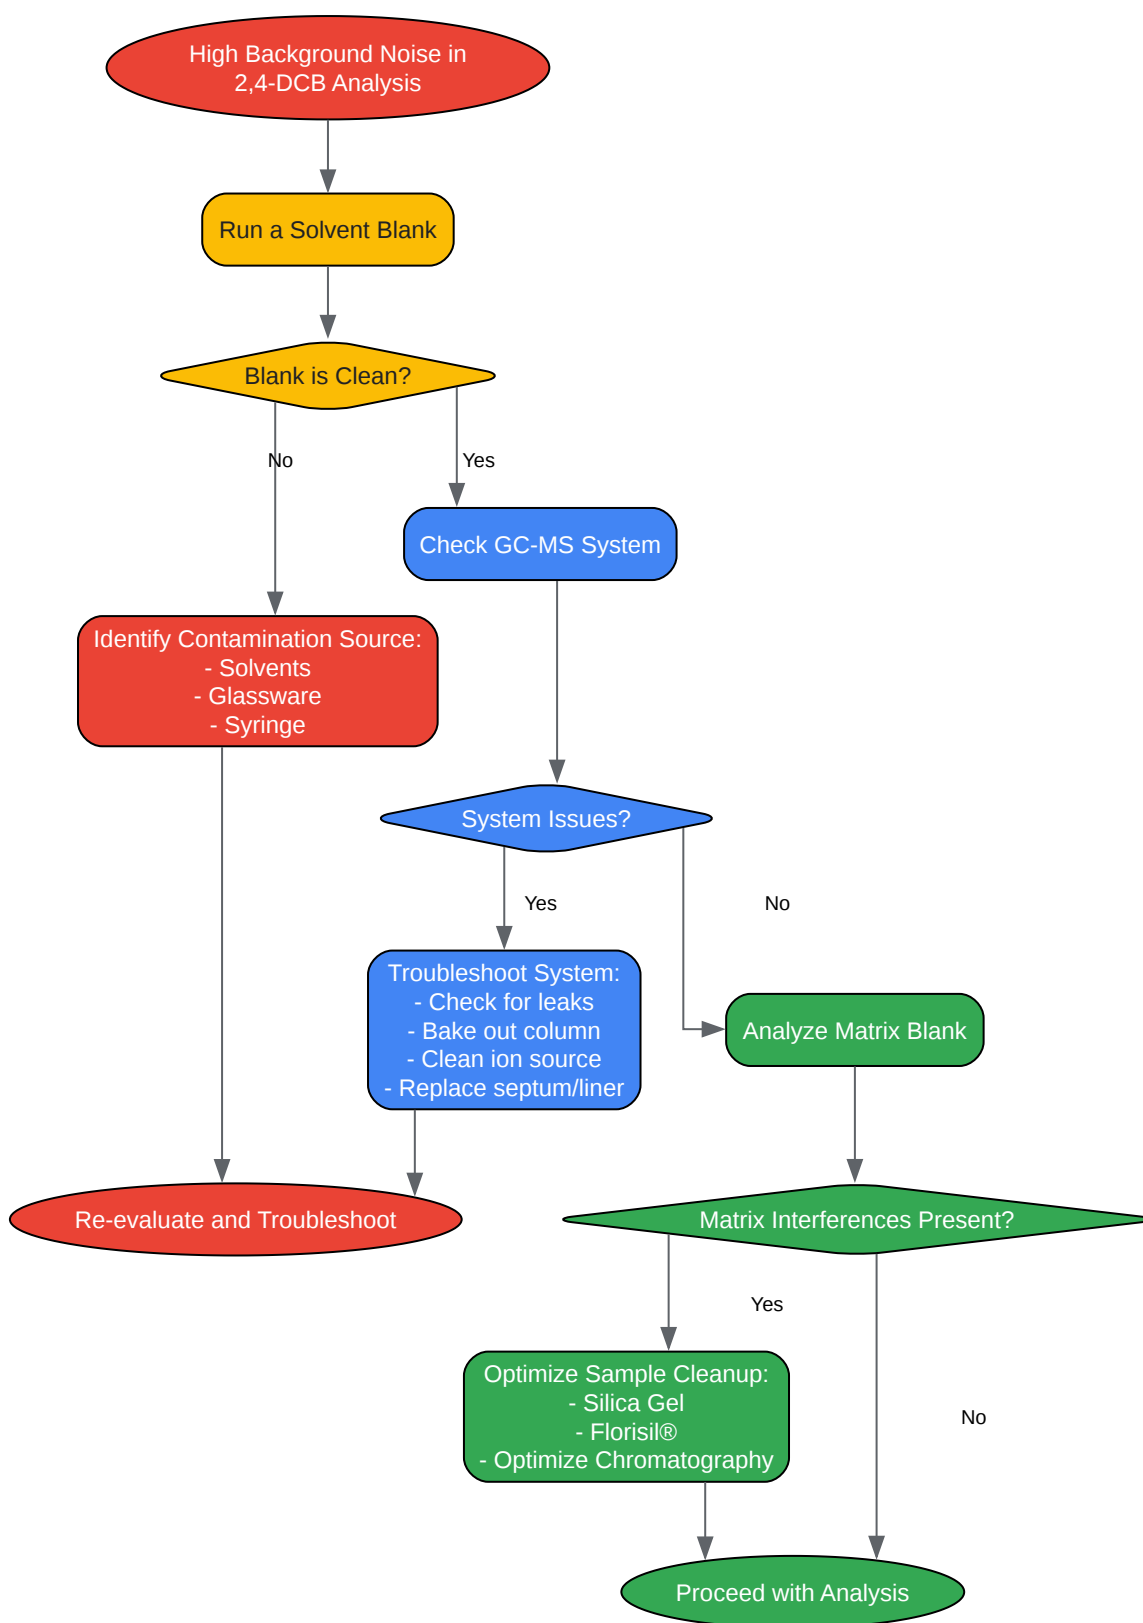 High Background Noise in
2,4-DCB Analysis
Run a Solvent Blank
Blank is Clean?
No
Yes
Check GC-MS System
Identify Contamination Source:
- Solvents
- Glassware
- Syringe
System Issues?
Yes
No
Troubleshoot System:
- Check for leaks
- Bake out column
- Clean ion source
- Replace septum/liner
Analyze Matrix Blank
Re-evaluate and Troubleshoot
Matrix Interferences Present?
Yes
Optimize Sample Cleanup:
- Silica Gel
- Florisil®
- Optimize Chromatography
No
Proceed with Analysis